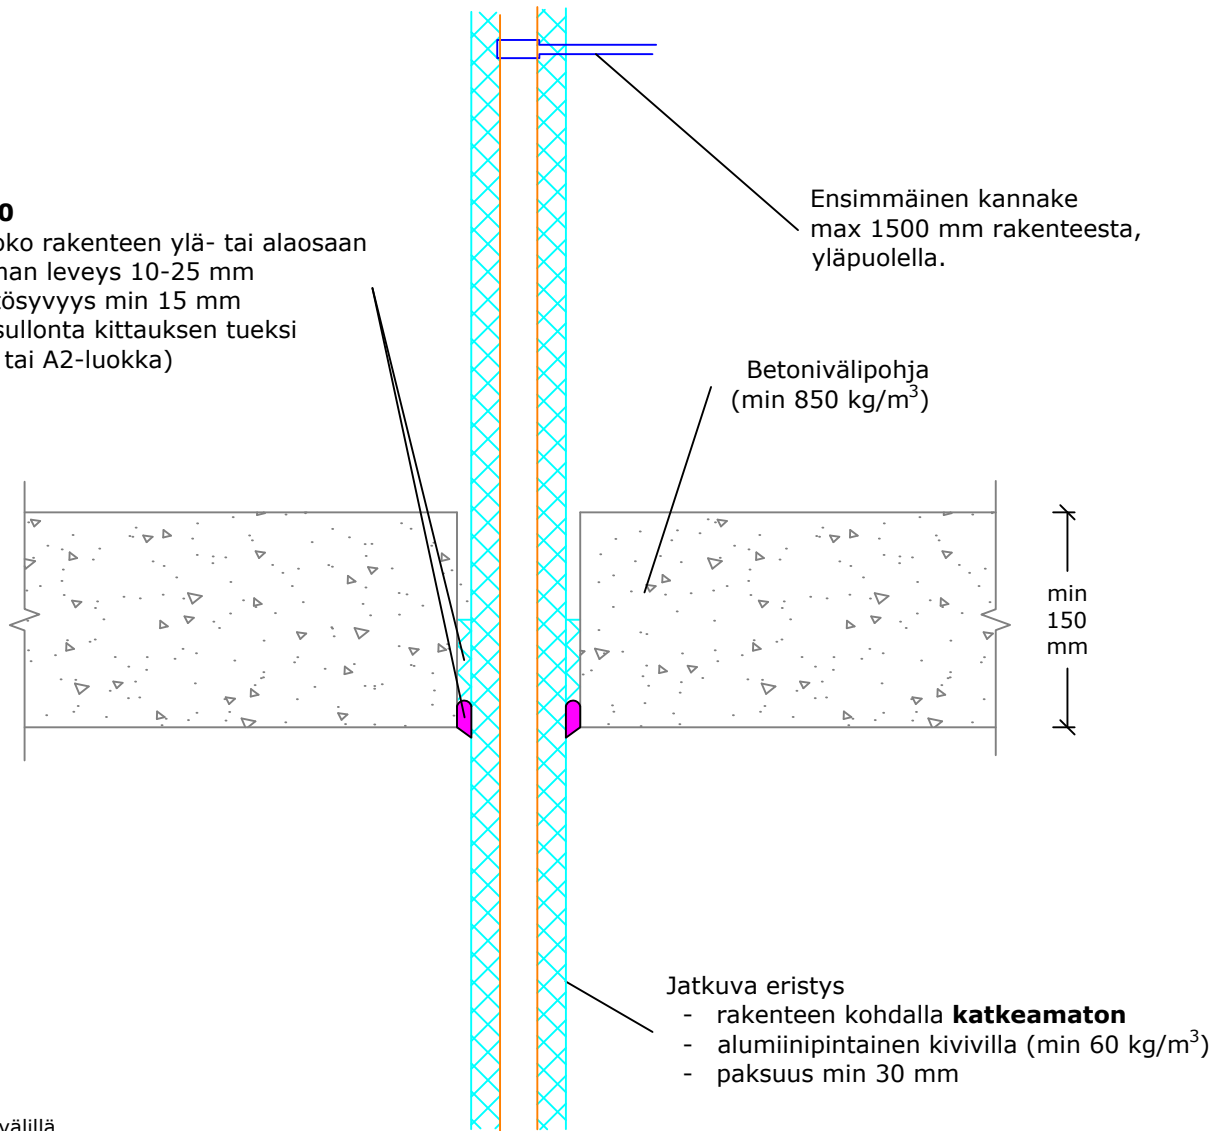 Ensimmäinen kannake
max 1500 mm rakenteesta,
yläpuolella.
0
oko rakenteen ylä- tai alaosaan
man leveys 10-25 mm
tösyvyys min 15 mm
sullonta kittauksen tueksi
tai A2-luokka)
Betonivälipohja
(min 850 kg/m³)
min
150
mm
Jatkuva eristys
- rakenteen kohdalla katkeamaton
- alumiinipintainen kivivilla (min 60 kg/m³)
- paksuus min 30 mm
välillä